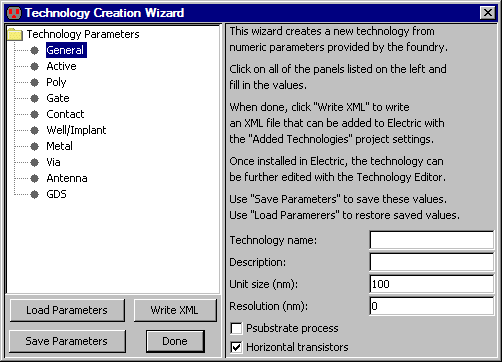 Technology Creation Wizard
Technology Parameters
General
Active
Poly
Gate
Contact
Well/Implant
Metal
Via
Antenna
GDS
Load Parameters
Write XML
Save Parameters
Done
This wizard creates a new technology from
numeric parameters provided by the foundry.
Click on all of the panels listed on the left and
fill in the values.
When done, click "Write XML" to write
an XML file that can be added to Electric with
the "Added Technologies" project settings.
Once installed in Electric, the technology can
be further edited with the Technology Editor.
Use "Save Parameters" to save these values.
Use "Load Paramerers" to restore saved values.
Technology name:
Description:
Unit size (nm): 100
Resolution (nm): 0
Psubstrate process
Horizontal transistors